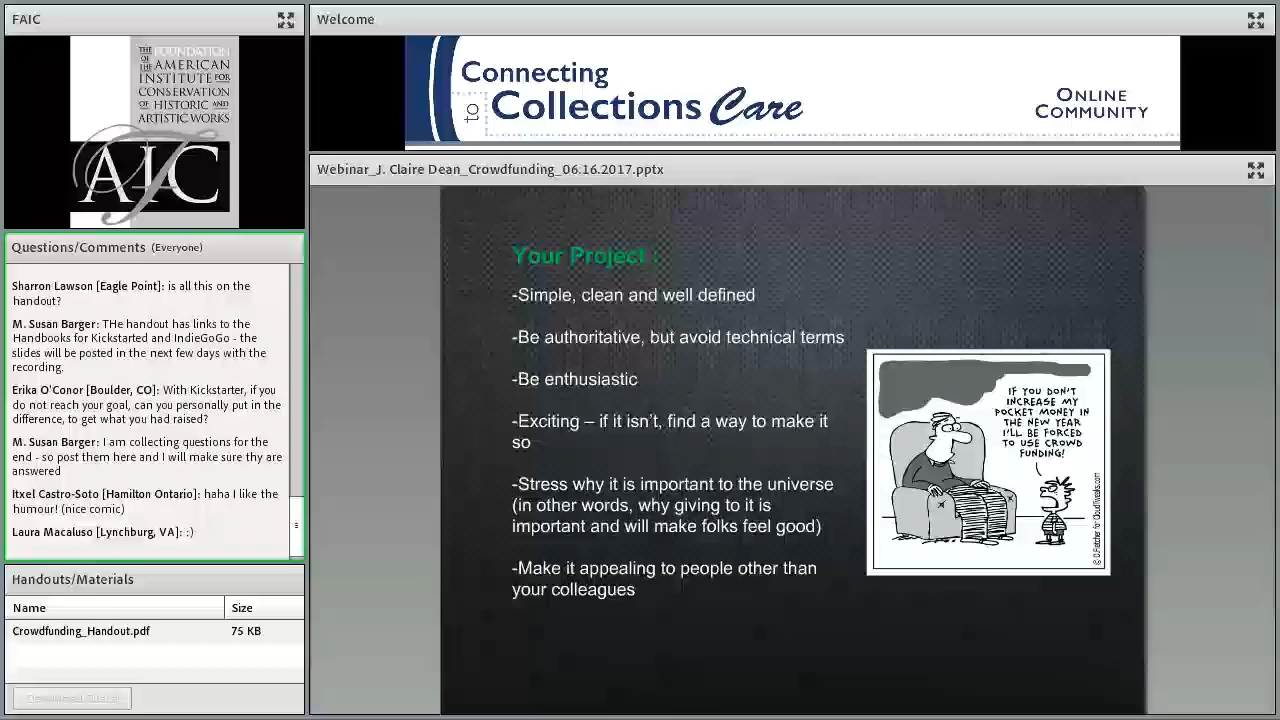 FAIC
THE FOUNDATION
OF THE
AMERICAN
INSTITUTE FOR
CONSERVATION
OF HISTORIC AND
ARTISTIC WORKS
AIC
Questions/Comments (Everyone)
Sharron Lawson [Eagle Point]: is all this on the
handout?
M. Susan Barger: THe handout has links to the
Handbooks for Kickstarted and IndieGoGo - the
slides will be posted in the next few days with the
recording.
Erika O'Conor [Boulder, CO]: With Kickstarter, if you
do not reach your goal, can you personally put in the
difference, to get what you had raised?
M. Susan Barger: I am collecting questions for the
end - so post them here and I will make sure thy are
answered
Itxel Castro-Soto [Hamilton Ontario]: haha I like the
humour! (nice comic)
Laura Macaluso [Lynchburg, VA]: :)
Handouts/Materials
Name Size
Crowdfunding_Handout.pdf 75 KB
Welcome
Connecting
to Collections Care
ONLINE
COMMUNITY
Webinar_J. Claire Dean_Crowdfunding_06.16.2017.pptx
Your Project :
-Simple, clean and well defined
-Be authoritative, but avoid technical terms
-Be enthusiastic
-Exciting – if it isn't, find a way to make it
so
-Stress why it is important to the universe
(in other words, why giving to it is
important and will make folks feel good)
-Make it appealing to people other than
your colleagues
IF YOU DON'T
INCREASE MY
POCKET MONEY IN
THE NEW YEAR
I'LL BE FORCED
TO USE CROWD
FUNDING!